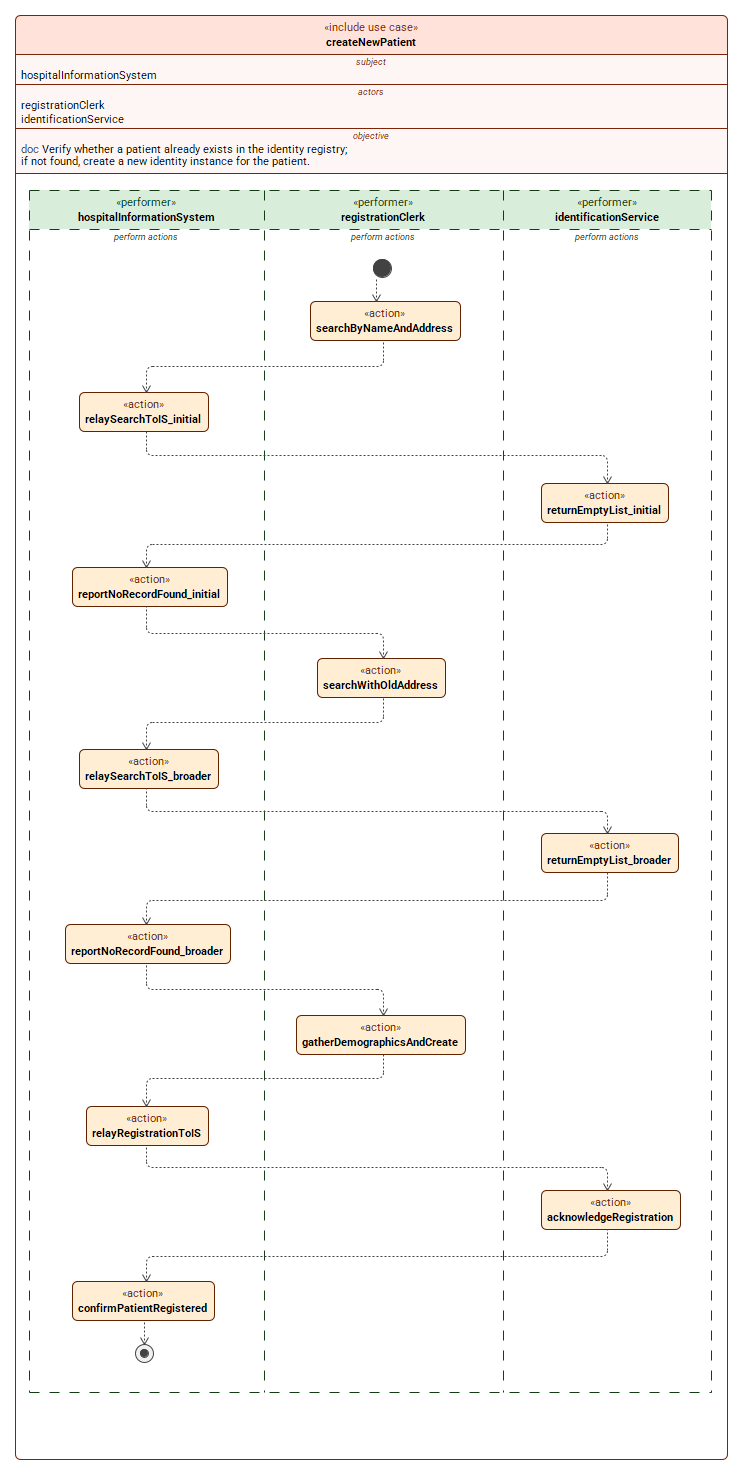 «include use case»
createNewPatient
subject
hospitalInformationSystem
actors
registrationClerk
identificationService
objective
doc Verify whether a patient already exists in the identity registry;
if not found, create a new identity instance for the patient.
«performer»
hospitalInformationSystem
perform actions
«performer»
registrationClerk
perform actions
«performer»
identificationService
perform actions
«action»
searchByNameAndAddress
«action»
relaySearchToIS_initial
«action»
returnEmptyList_initial
«action»
reportNoRecordFound_initial
«action»
searchWithOldAddress
«action»
relaySearchToIS_broader
«action»
returnEmptyList_broader
«action»
reportNoRecordFound_broader
«action»
gatherDemographicsAndCreate
«action»
relayRegistrationToIS
«action»
acknowledgeRegistration
«action»
confirmPatientRegistered